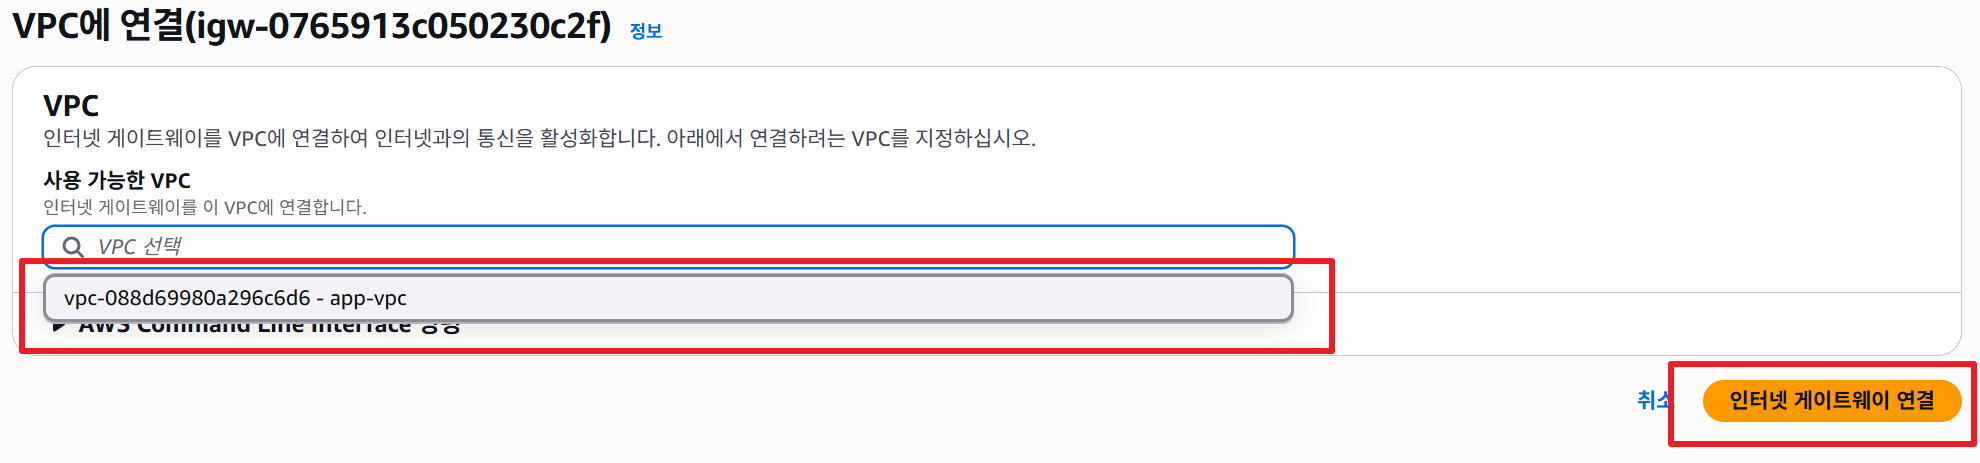 VPC에 연결(igw-0765913c050230c2f) 정보
VPC
인터넷 게이트웨이를 VPC에 연결하여 인터넷과의 통신을 활성화합니다. 아래에서 연결하려는 VPC를 지정하십시오.
사용 가능한 VPC
인터넷 게이트웨이를 이 VPC에 연결합니다.
VPC 선택
vpc-088d69980a296c6d6 - app-vpc
AWS Command Line Interface 명령
취소 인터넷 게이트웨이 연결